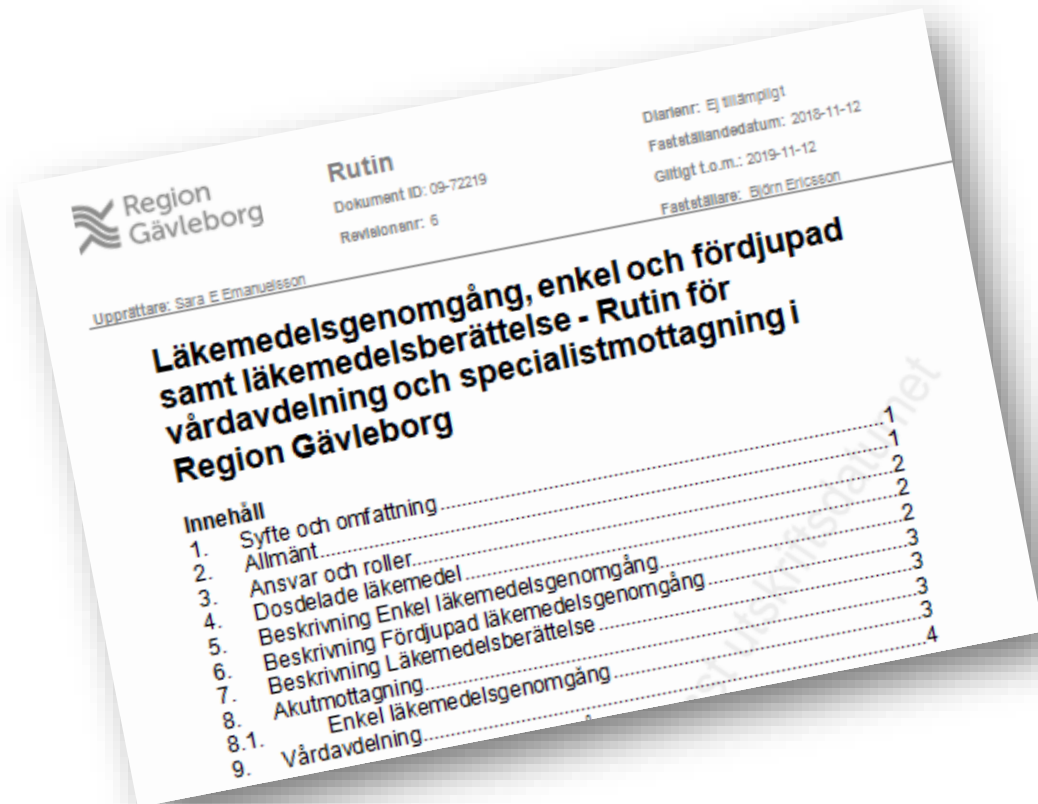 Region
Gävleborg
Rutin
Dokument ID: 09-72219
Revisionsnr: 6
Diarienr: Ej tillämpligt
Fastställandedatum: 2018-11-12
Giltigt t.o.m.: 2019-11-12
Upprättare: Sara E Emanuelsson
Fastställare: Björn Ericsson
Läkemedelsgenomgång, enkel och fördjupad
samt läkemedelsberättelse - Rutin för
vårdavdelning och specialistmottagning i
Region Gävleborg
Innehåll
1. Syfte och omfattning 1
2. Allmänt 1
3. Ansvar och roller 2
4. Dosdelade läkemedel 2
5. Beskrivning Enkel läkemedelsgenomgång 2
6. Beskrivning Fördjupad läkemedelsgenomgång 3
7. Beskrivning Läkemedelsberättelse 3
8. Akutmottagning 3
8.1. Enkel läkemedelsgenomgång 3
9. Vårdavdelning 4
utskriftsdatumet